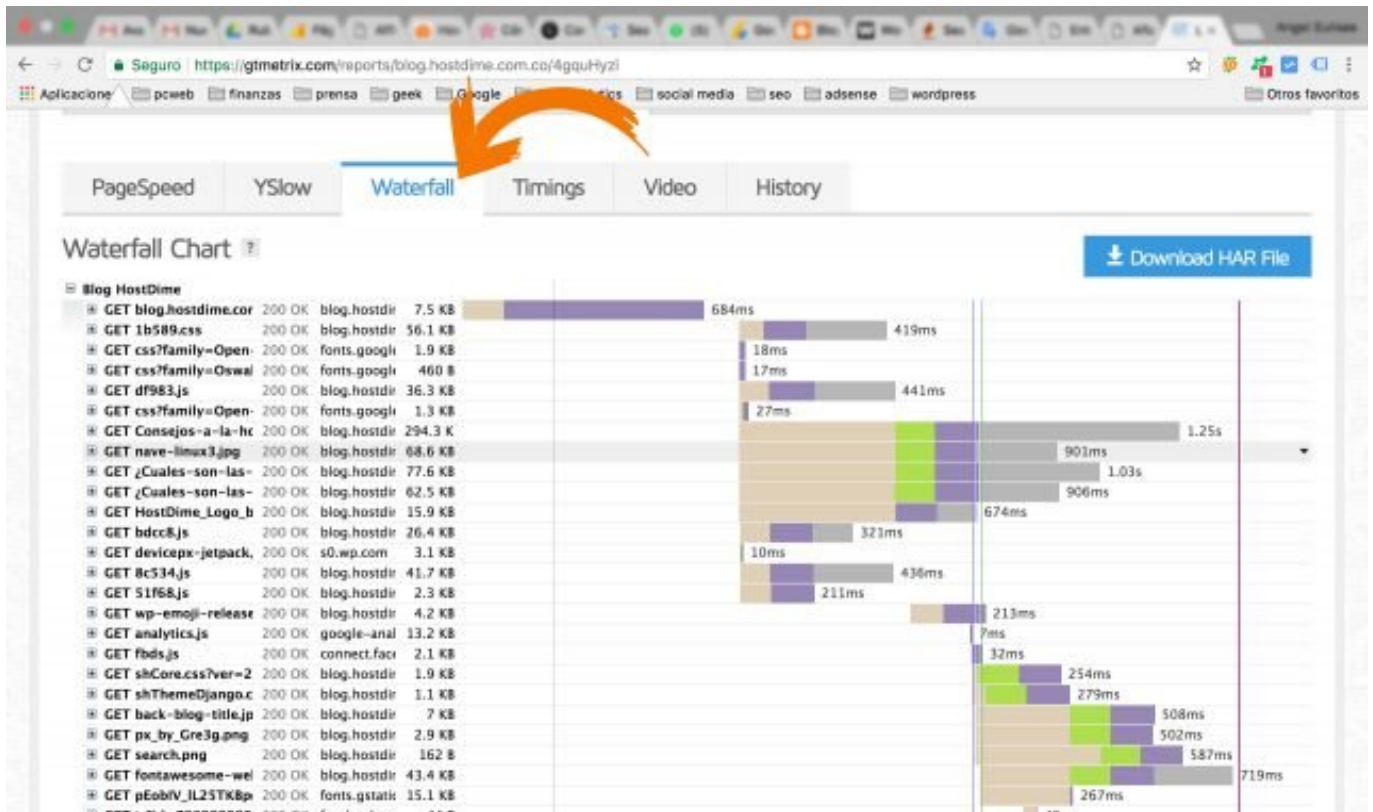 Angel Eulises
Seguro https://gtmetrix.com/reports/blog.hostdime.com.co/4gquHyzi
Aplicacione pcweb finanzas prensa geek Google social media seo adsense wordpress Otros favoritos
PageSpeed YSlow Waterfall Timings Video History
Waterfall Chart ?
Download HAR File
Blog HostDime
GET blog.hostdime.cor 200 OK blog.hostdir 7.5 KB 684ms
GET 1b589.css 200 OK blog.hostdir 56.1 KB 419ms
GET css?family=Open- 200 OK fonts.googl 1.9 KB 18ms
GET css?family=Oswal 200 OK fonts.googl 460 B 17ms
GET df983.js 200 OK blog.hostdir 36.3 KB 441ms
GET css?family=Open- 200 OK fonts.googl 1.3 KB 27ms
GET Consejos-a-la-hc 200 OK blog.hostdir 294.3 K 1.25s
GET nave-linux3.jpg 200 OK blog.hostdir 68.6 KB 901ms
GET ¿Cuales-son-las- 200 OK blog.hostdir 77.6 KB 1.03s
GET ¿Cuales-son-las- 200 OK blog.hostdir 62.5 KB 906ms
GET HostDime_Logo_b 200 OK blog.hostdir 15.9 KB 674ms
GET bdcc8.js 200 OK blog.hostdir 26.4 KB 321ms
GET devicepx-jetpack. 200 OK s0.wp.com 3.1 KB 10ms
GET 8c534.js 200 OK blog.hostdir 41.7 KB 436ms
GET 51f68.js 200 OK blog.hostdir 2.3 KB 211ms
GET wp-emoji-release 200 OK blog.hostdir 4.2 KB 213ms
GET analytics.js 200 OK google-anal 13.2 KB 7ms
GET fbds.js 200 OK connect.face 2.1 KB 32ms
GET shCore.css?ver=2 200 OK blog.hostdir 1.9 KB 254ms
GET shThemeDjango.c 200 OK blog.hostdir 1.1 KB 279ms
GET back-blog-title.jp 200 OK blog.hostdir 7 KB 508ms
GET px_by_Gre3g.png 200 OK blog.hostdir 2.9 KB 502ms
GET search.png 200 OK blog.hostdir 162 B 587ms
GET fontawesome-wel 200 OK blog.hostdir 43.4 KB 719ms
GET pEobIV_IL25TKBp 200 OK fonts.gstatic 15.1 KB 267ms